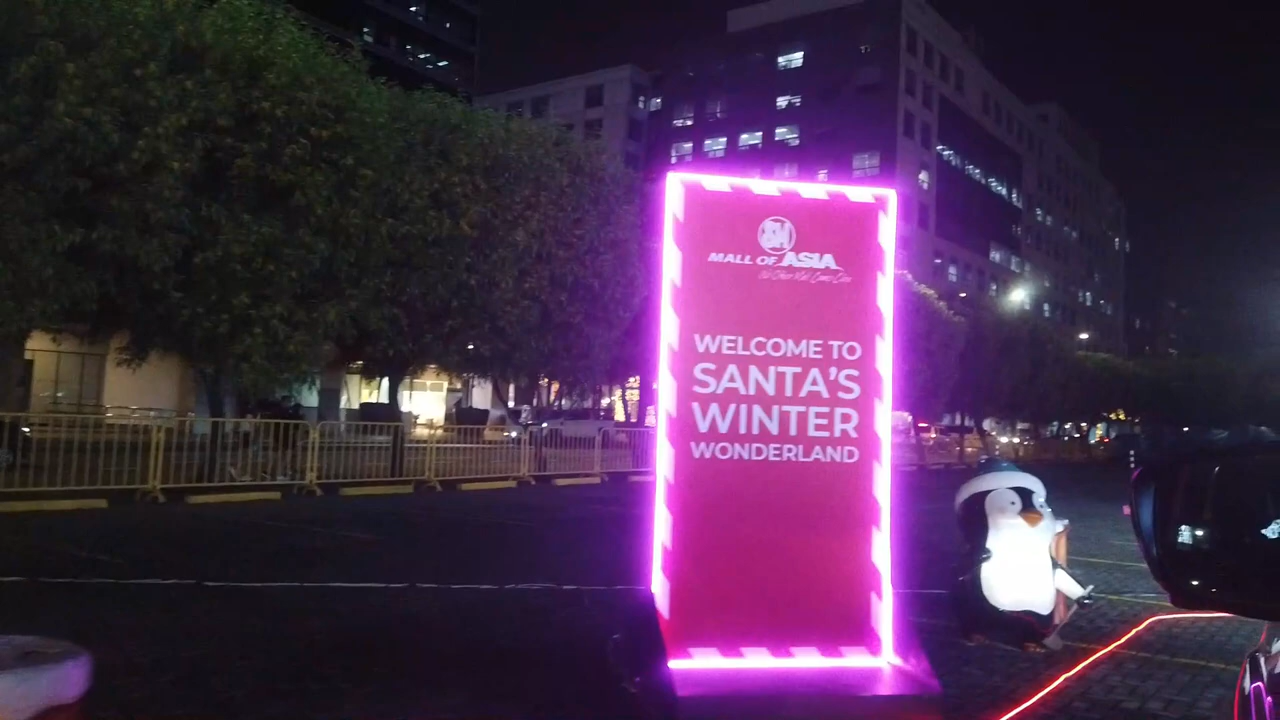 SM
MALL OF ASIA
WELCOME TO
SANTA'S
WINTER
WONDERLAND